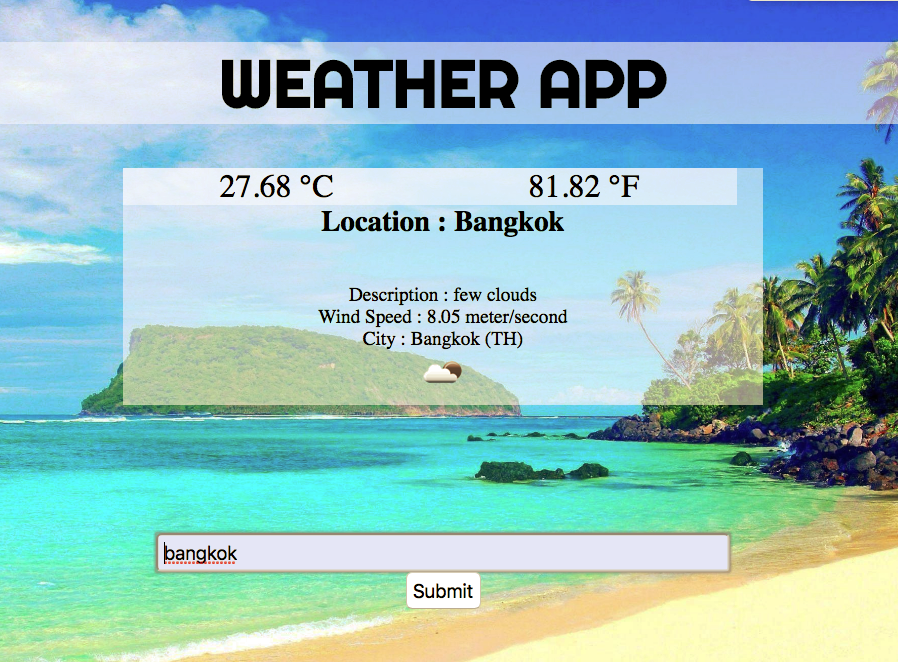 WEATHER APP
27.68 °C 81.82 °F
Location : Bangkok
Description : few clouds
Wind Speed : 8.05 meter/second
City : Bangkok (TH)
bangkok
Submit